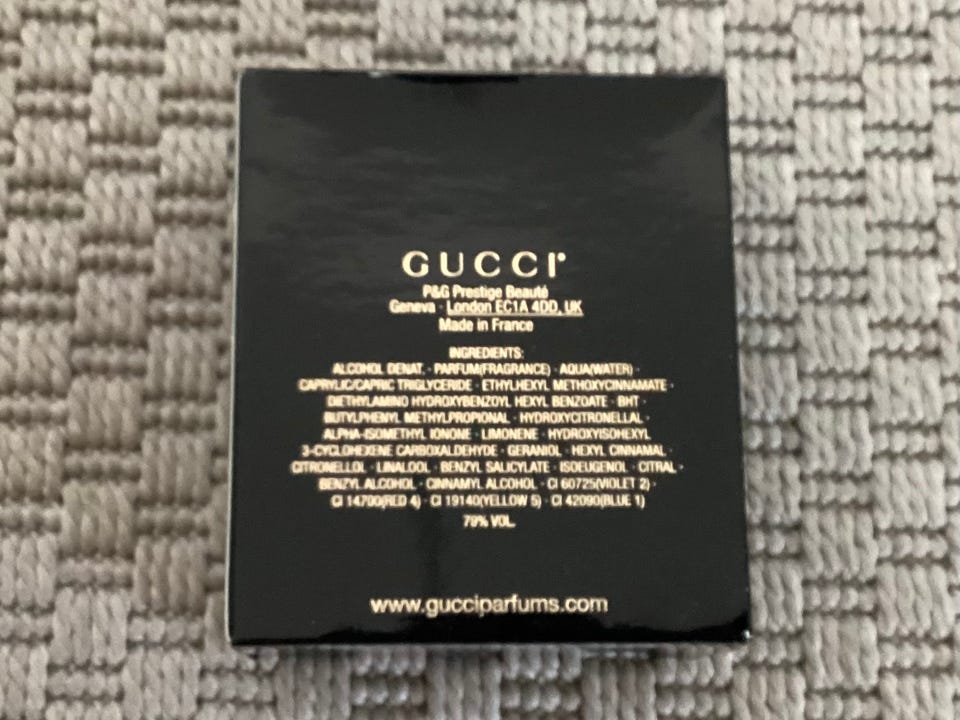 GUCCI
P&G Prestige Beauté
Geneva · London EC1A 4DD, UK
Made in France
INGREDIENTS:
ALCOHOL DENAT. · PARFUM(FRAGRANCE) · AQUA(WATER) ·
CAPRYLIC/CAPRIC TRIGLYCERIDE · ETHYLHEXYL METHOXYCINNAMATE ·
DIETHYLAMINO HYDROXYBENZOYL HEXYL BENZOATE · BHT ·
BUTYLPHENYL METHYLPROPIONAL · HYDROXYCITRONELLAL ·
ALPHA-ISOMETHYL IONONE · LIMONENE · HYDROXYISOHEXYL
3-CYCLOHEXENE CARBOXALDEHYDE · GERANIOL · HEXYL CINNAMAL ·
CITRONELLOL · LINALOOL · BENZYL SALICYLATE · ISOEUGENOL · CITRAL ·
BENZYL ALCOHOL · CINNAMYL ALCOHOL · CI 60725(VIOLET 2) ·
CI 14700(RED 4) · CI 19140(YELLOW 5) · CI 42090(BLUE 1)
79% VOL.
www.gucciparfums.com